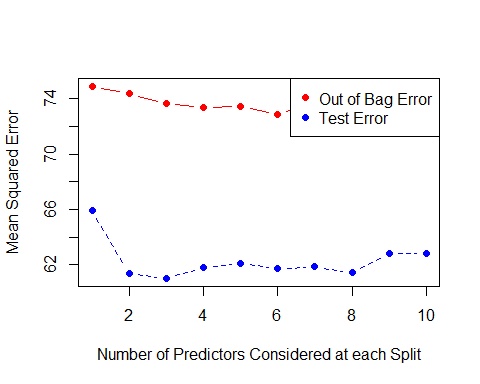 Out of Bag Error
Test Error
Mean Squared Error
74
70
66
62
2 4 6 8 10
Number of Predictors Considered at each Split